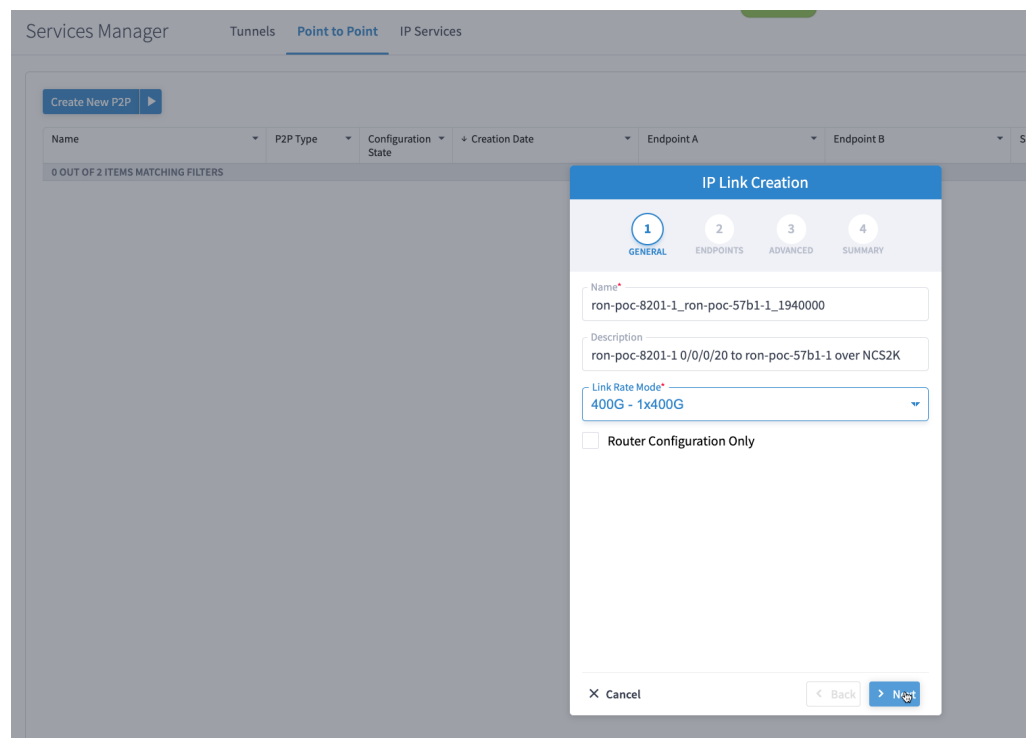 Services Manager
Tunnels
Point to Point
IP Services
Create New P2P
Name
P2P Type
Configuration
State
Creation Date
Endpoint A
Endpoint B
S
0 OUT OF 2 ITEMS MATCHING FILTERS
IP Link Creation
1
2
3
4
GENERAL
ENDPOINTS
ADVANCED
SUMMARY
Name*
ron-poc-8201-1_ron-poc-57b1-1_1940000
Description
ron-poc-8201-1 0/0/0/20 to ron-poc-57b1-1 over NCS2K
Link Rate Mode*
400G - 1x400G
Router Configuration Only
Cancel
Back
Next